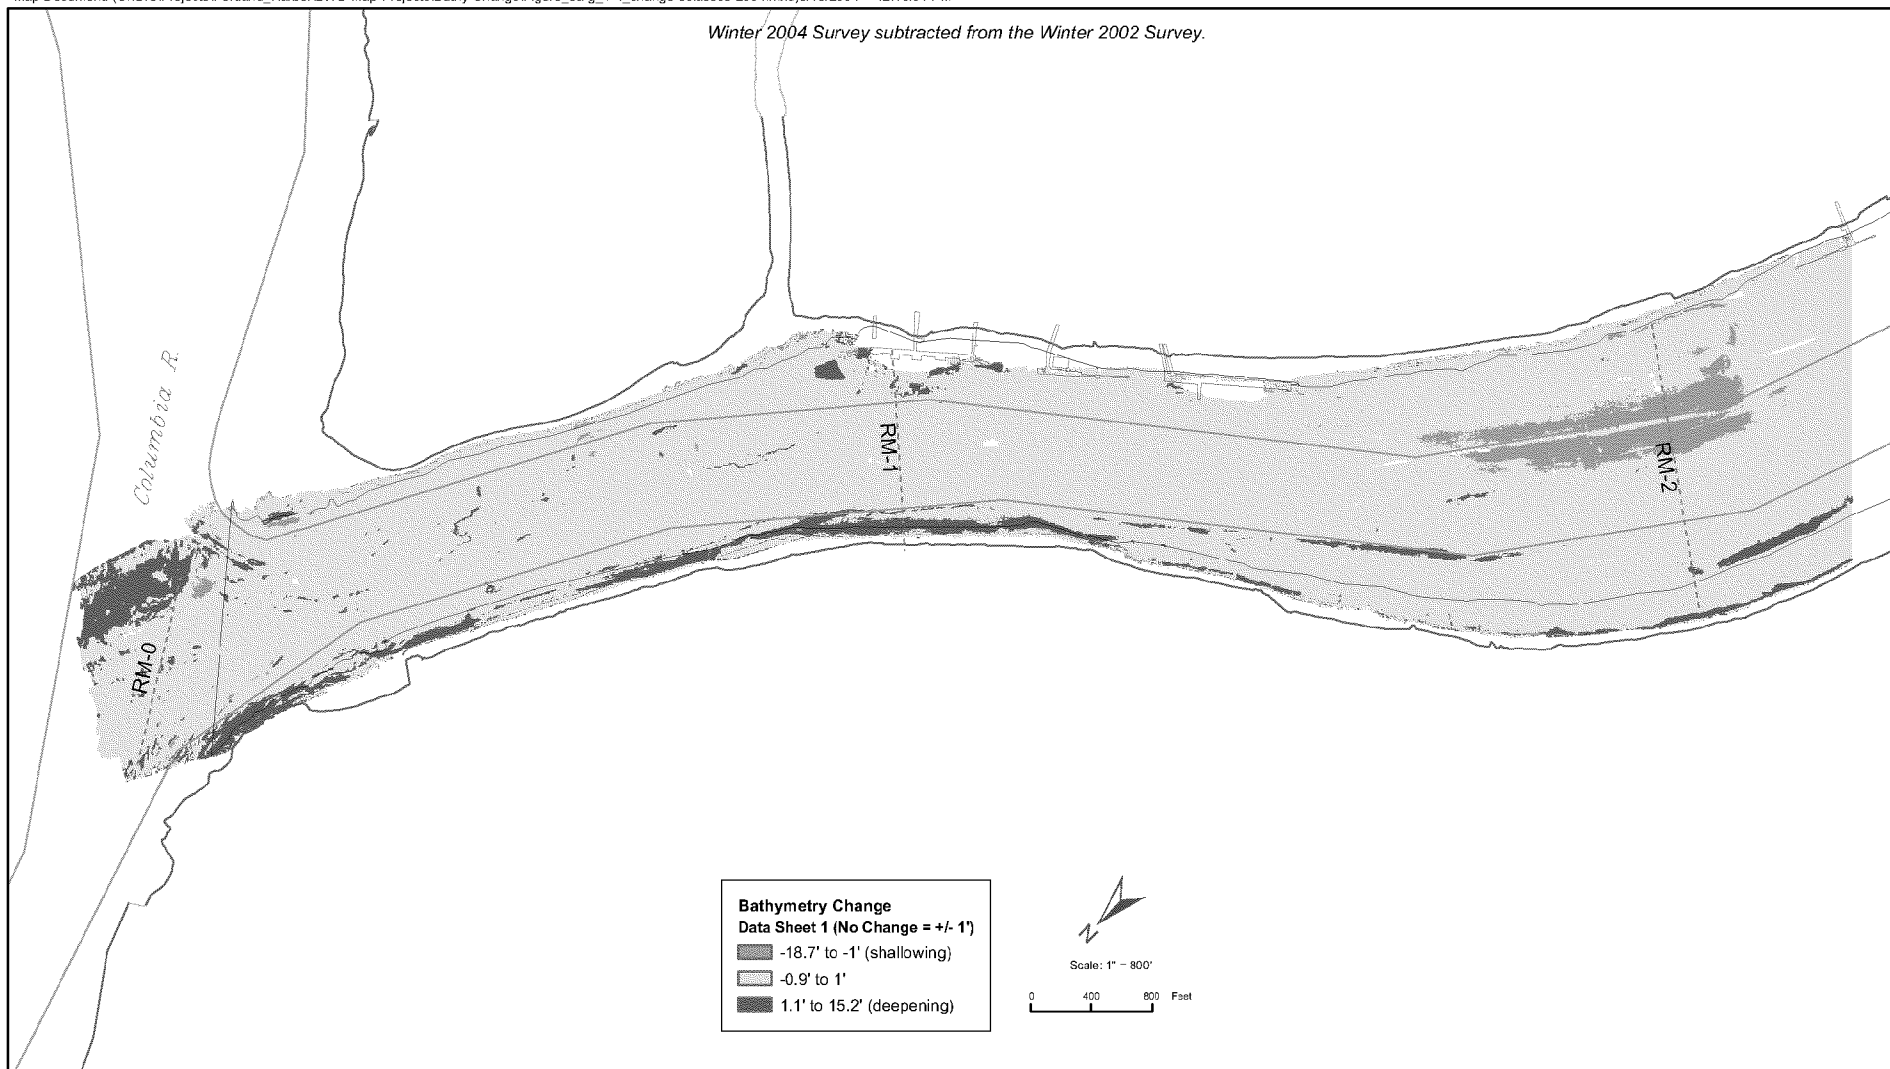 Winter 2004 Survey subtracted from the Winter 2002 Survey.
Columbia R.
RM-0
RM-1
RM-2
Bathymetry Change
Data Sheet 1 (No Change = +/- 1')
-18.7' to -1' (shallowing)
-0.9' to 1'
1.1' to 15.2' (deepening)
N
Scale: 1" = 800'
0 400 800 Feet